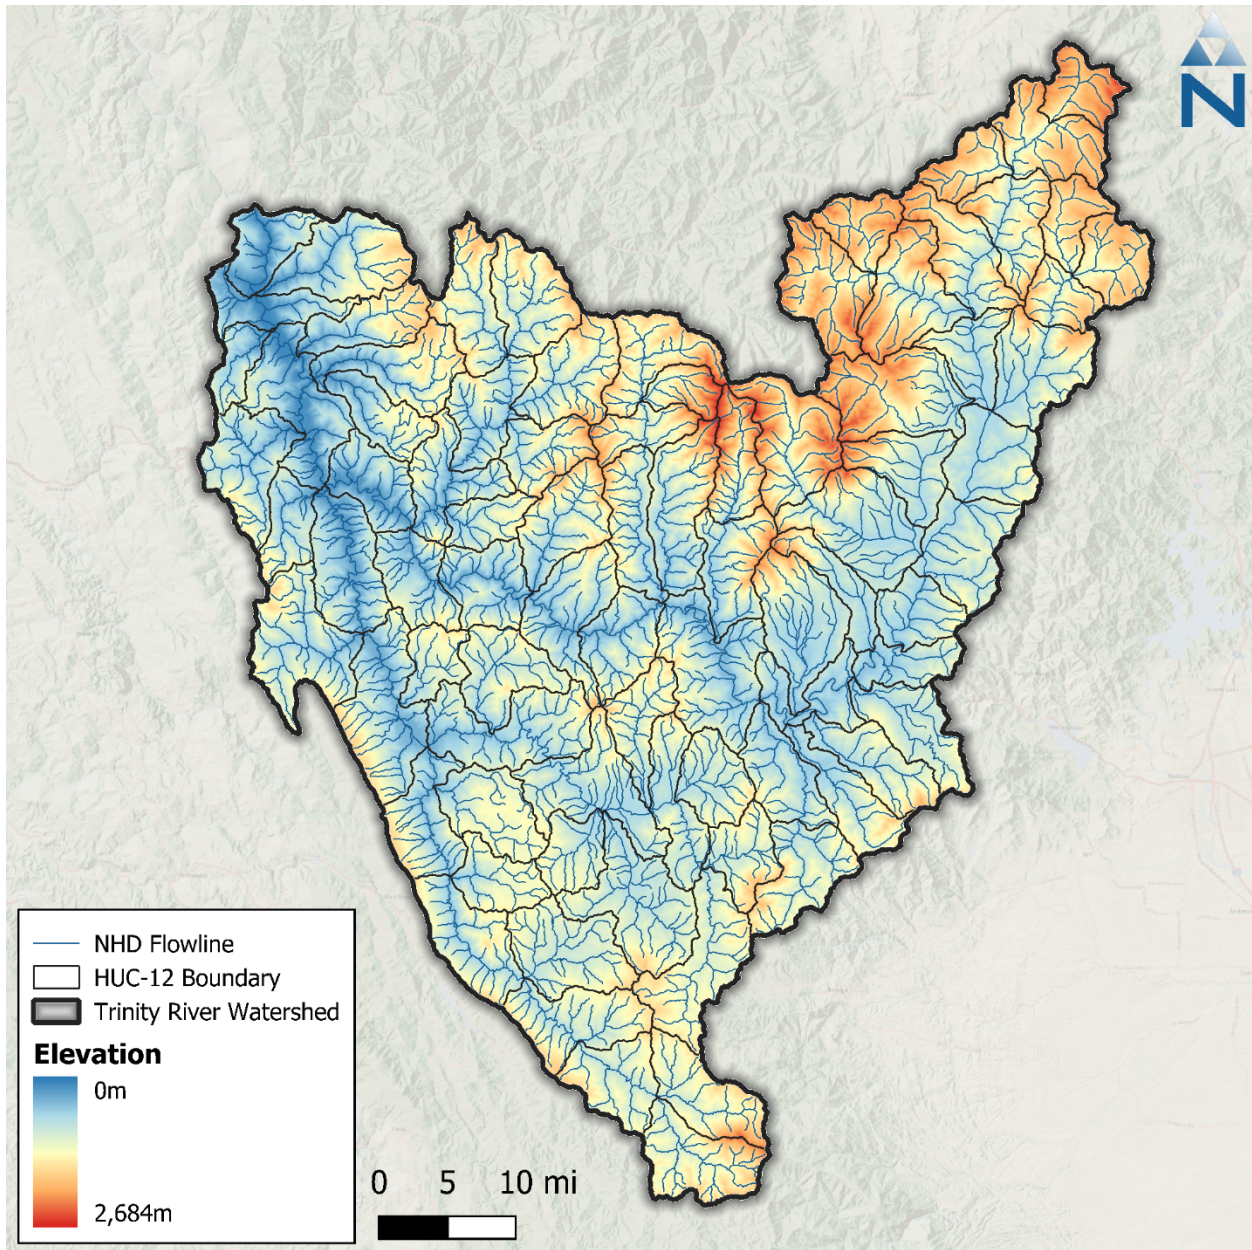 N
NHD Flowline
HUC-12 Boundary
Trinity River Watershed
Elevation
0m
2,684m
0 5 10 mi